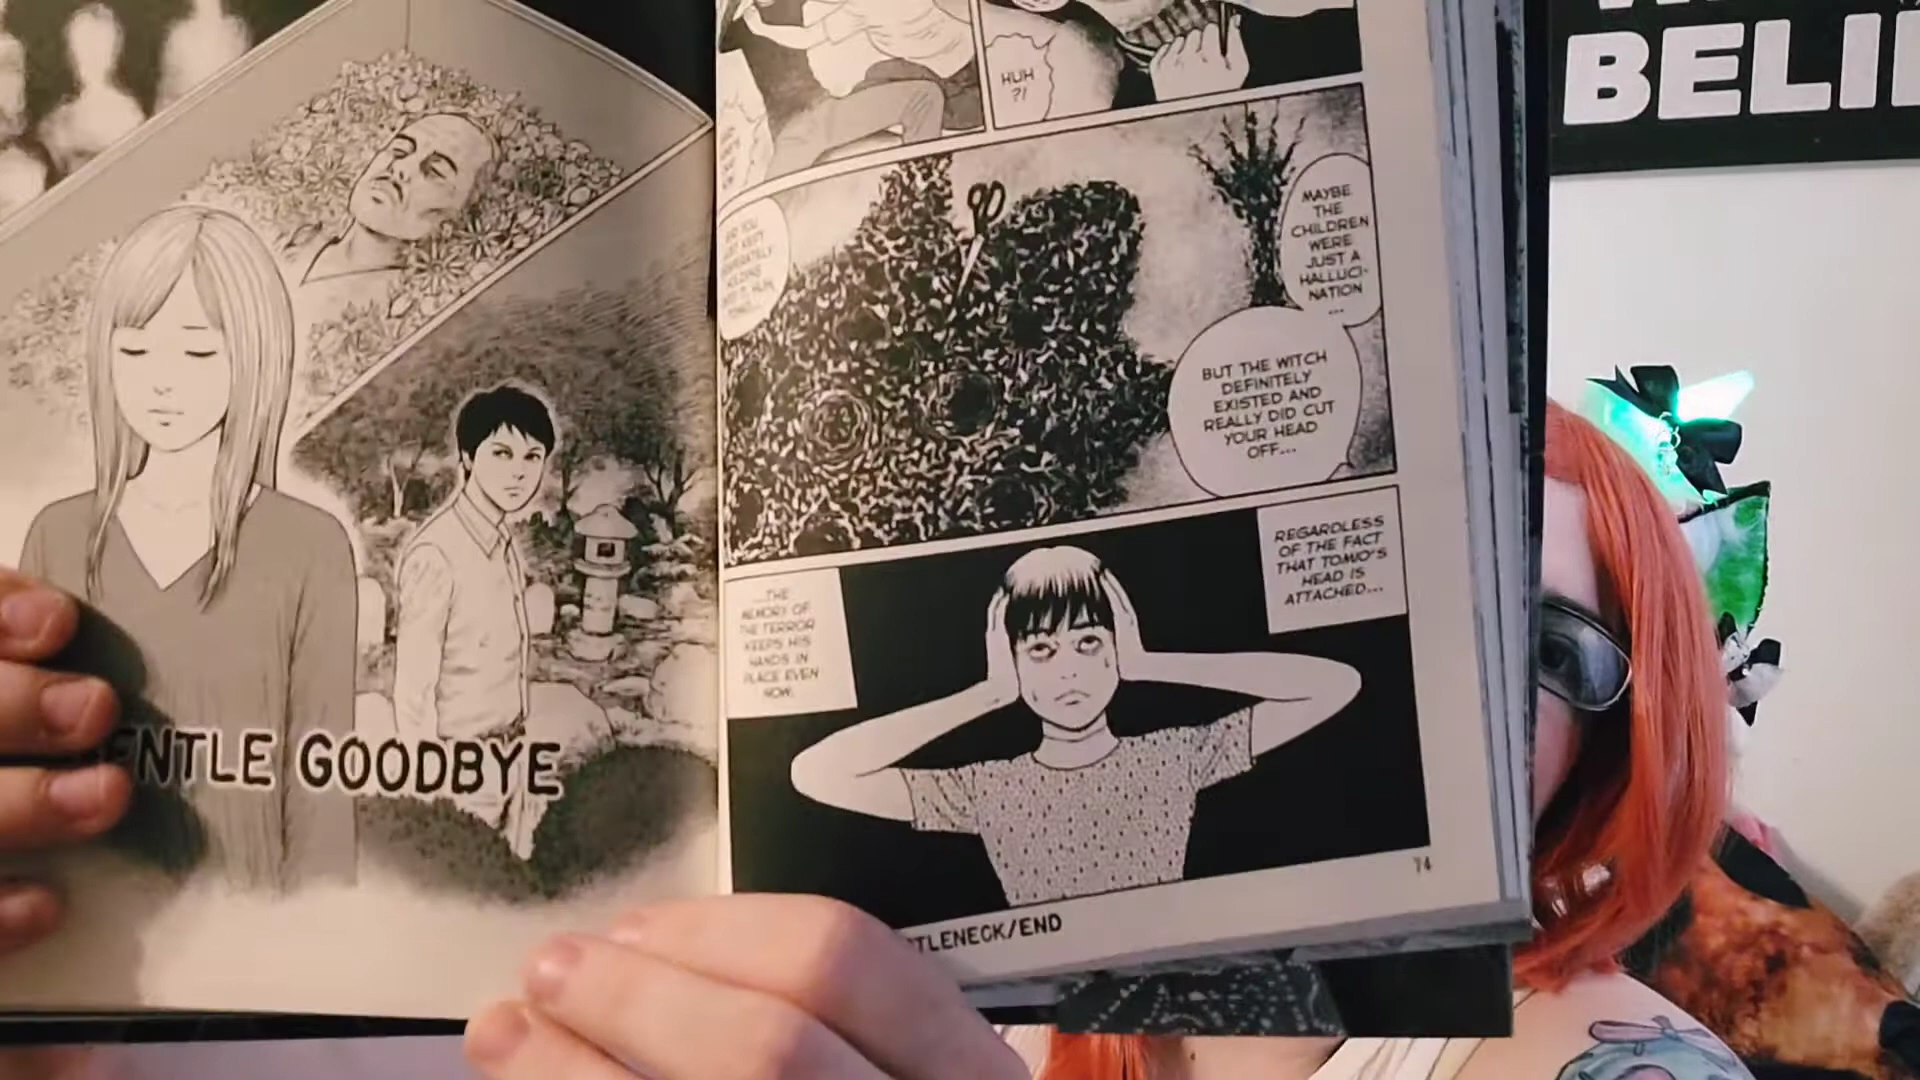 BELI
HUH
?!
MAYBE
THE
CHILDREN
WERE
JUST A
HALLUCI-
NATION
...
BUT THE WITCH
DEFINITELY
EXISTED AND
REALLY DID CUT
YOUR HEAD
OFF...
REGARDLESS
OF THE FACT
THAT TOMIO'S
HEAD IS
ATTACHED...
...THE
MEMORY OF
THE TERROR
KEEPS HIS
HANDS IN
PLACE EVEN
NOW.
74
TLENECK/END
ENTLE GOODBYE